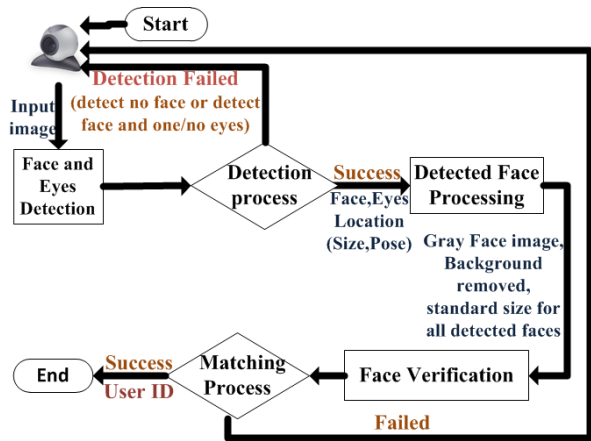 Start
Detection Failed
(detect no face or detect
face and one/no eyes)
Input
image
Face and
Eyes
Detection
Detection
process
Success
Face,Eyes
Location
(Size,Pose)
Detected Face
Processing
Gray Face image,
Background
removed,
standard size for
all detected faces
Face Verification
Matching
Process
Success
User ID
End
Failed